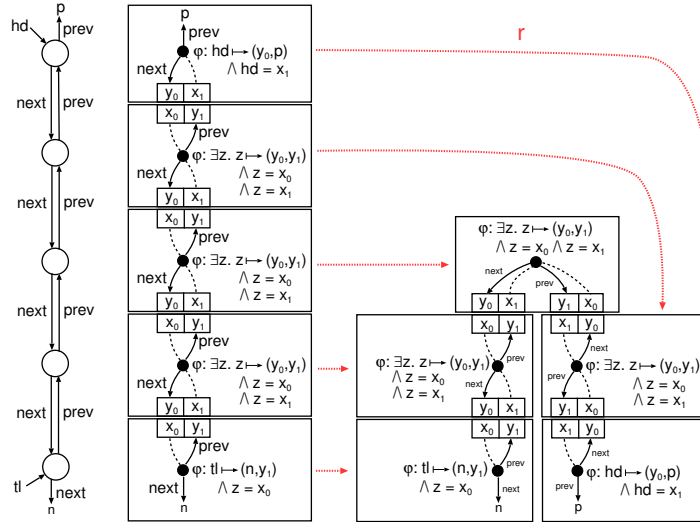 p
hd
prev
next
prev
next
prev
next
prev
next
prev
tl
next
n
p
prev
φ: hd ↦ (y₀,p)
∧ hd = x₁
next
y₀ x₁
x₀ y₁
prev
φ: ∃z. z ↦ (y₀,y₁)
∧ z = x₀
∧ z = x₁
next
y₀ x₁
x₀ y₁
prev
φ: ∃z. z ↦ (y₀,y₁)
∧ z = x₀
∧ z = x₁
next
y₀ x₁
x₀ y₁
prev
φ: ∃z. z ↦ (y₀,y₁)
∧ z = x₀
∧ z = x₁
next
y₀ x₁
x₀ y₁
prev
φ: tl ↦ (n,y₁)
∧ z = x₀
next
n
r
φ: ∃z. z ↦ (y₀,y₁)
∧ z = x₀ ∧ z = x₁
next
prev
y₀ x₁
y₁ x₀
x₀ y₁
φ: ∃z. z ↦ (y₀,y₁)
∧ z = x₀
∧ z = x₁
prev
next
y₀ x₁
x₀ y₁
φ: tl ↦ (n,y₁)
∧ z = x₀
prev
next
n
x₁ y₀
next
φ: ∃z. z ↦ (y₀,y₁)
∧ z = x₀
∧ z = x₁
prev
y₁ x₀
x₁ y₀
next
φ: hd ↦ (y₀,p)
∧ hd = x₁
prev
p